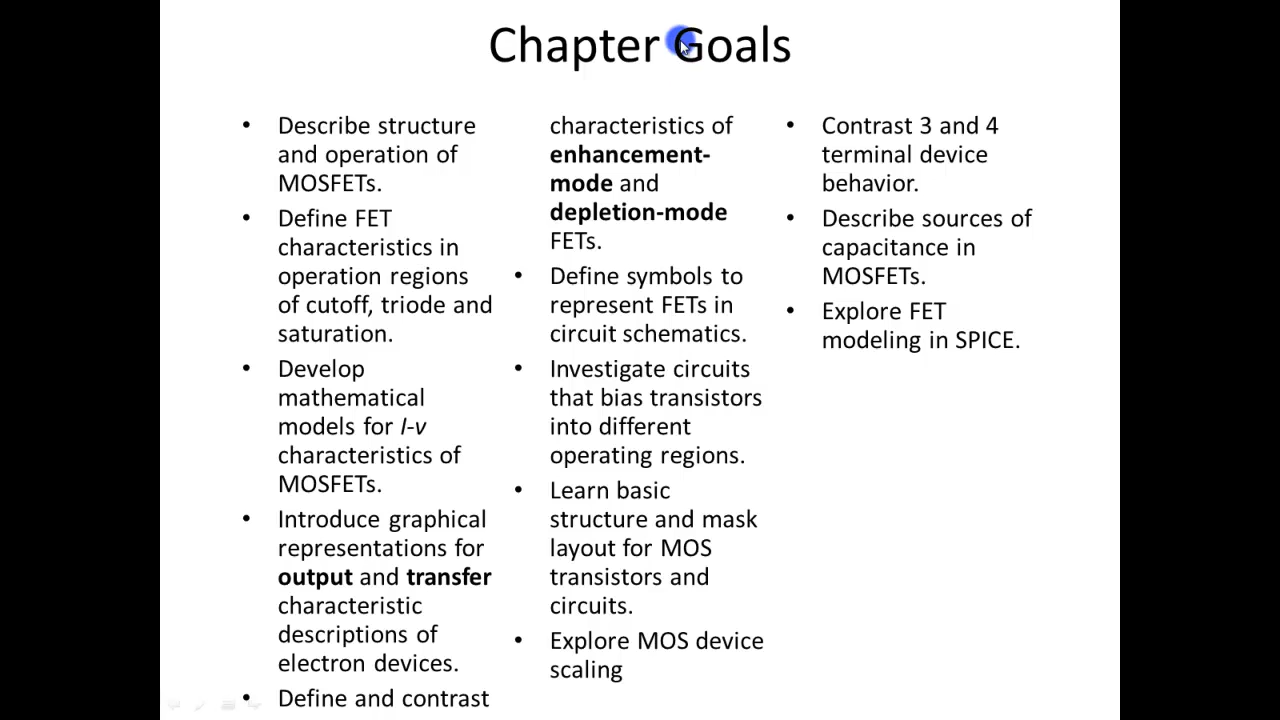 Chapter Goals
• Describe structure
and operation of
MOSFETs.
• Define FET
characteristics in
operation regions
of cutoff, triode and
saturation.
• Develop
mathematical
models for I-v
characteristics of
MOSFETs.
• Introduce graphical
representations for
output and transfer
characteristic
descriptions of
electron devices.
• Define and contrast
characteristics of
enhancement-
mode and
depletion-mode
FETs.
• Define symbols to
represent FETs in
circuit schematics.
• Investigate circuits
that bias transistors
into different
operating regions.
• Learn basic
structure and mask
layout for MOS
transistors and
circuits.
• Explore MOS device
scaling
• Contrast 3 and 4
terminal device
behavior.
• Describe sources of
capacitance in
MOSFETs.
• Explore FET
modeling in SPICE.